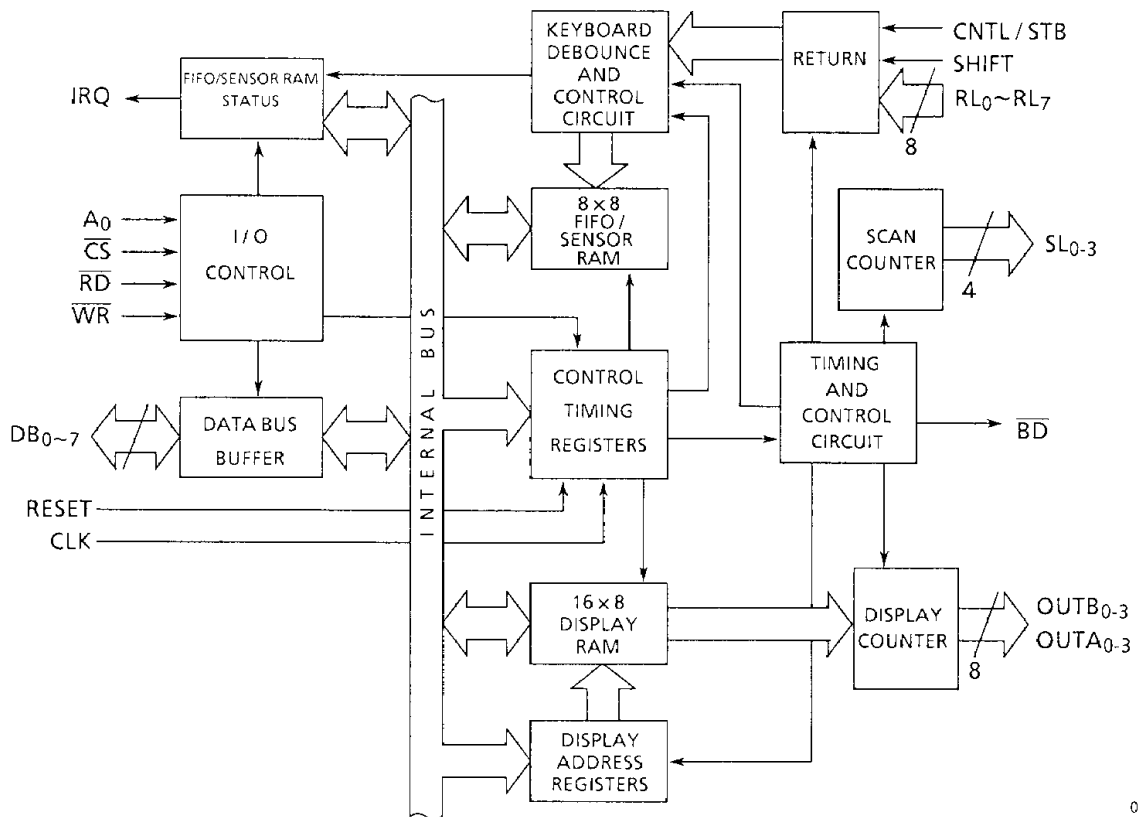 KEYBOARD
DEBOUNCE
AND
CONTROL
CIRCUIT
RETURN
CNTL / STB
SHIFT
RL0~RL7
8
FIFO/SENSOR RAM
STATUS
IRQ
A0
CS
RD
WR
I/O
CONTROL
8 × 8
FIFO/
SENSOR
RAM
SCAN
COUNTER
SL0-3
4
INTERNAL BUS
CONTROL
TIMING
REGISTERS
TIMING
AND
CONTROL
CIRCUIT
BD
DB0~7
DATA BUS
BUFFER
RESET
CLK
16 × 8
DISPLAY
RAM
DISPLAY
COUNTER
OUTB0-3
OUTA0-3
8
DISPLAY
ADDRESS
REGISTERS
0